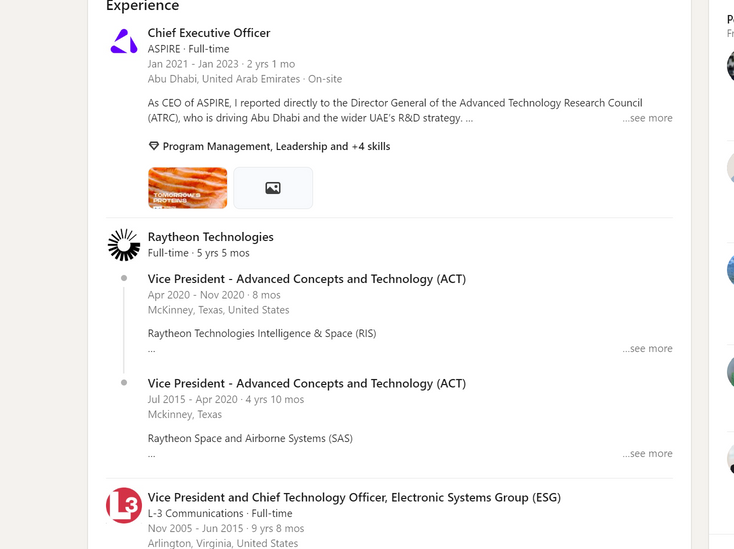 Experience
Chief Executive Officer
ASPIRE · Full-time
Jan 2021 - Jan 2023 · 2 yrs 1 mo
Abu Dhabi, United Arab Emirates · On-site
As CEO of ASPIRE, I reported directly to the Director General of the Advanced Technology Research Council
(ATRC), who is driving Abu Dhabi and the wider UAE's R&D strategy. ...
...see more
Program Management, Leadership and +4 skills
TOMORROW'S
PROTEINS
Raytheon Technologies
Full-time · 5 yrs 5 mos
Vice President - Advanced Concepts and Technology (ACT)
Apr 2020 - Nov 2020 · 8 mos
McKinney, Texas, United States
Raytheon Technologies Intelligence & Space (RIS)
...
...see more
Vice President - Advanced Concepts and Technology (ACT)
Jul 2015 - Apr 2020 · 4 yrs 10 mos
Mckinney, Texas
Raytheon Space and Airborne Systems (SAS)
...
...see more
L3
Vice President and Chief Technology Officer, Electronic Systems Group (ESG)
L-3 Communications · Full-time
Nov 2005 - Jun 2015 · 9 yrs 8 mos
Arlington, Virginia, United States